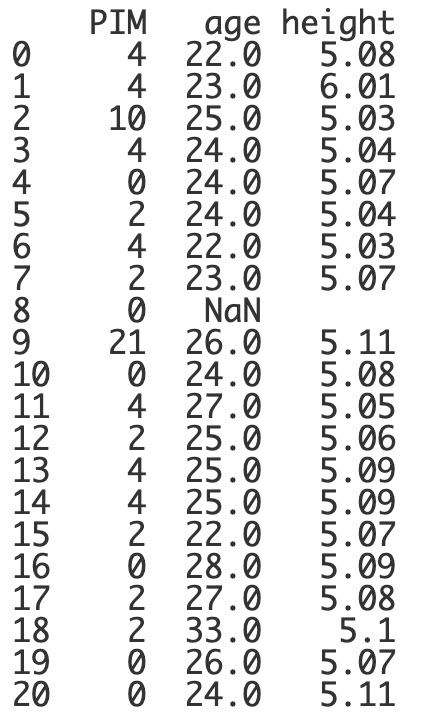 PIM age height
0 4 22.0 5.08
1 4 23.0 6.01
2 10 25.0 5.03
3 4 24.0 5.04
4 0 24.0 5.07
5 2 24.0 5.04
6 4 22.0 5.03
7 2 23.0 5.07
8 0 NaN
9 21 26.0 5.11
10 0 24.0 5.08
11 4 27.0 5.05
12 2 25.0 5.06
13 4 25.0 5.09
14 4 25.0 5.09
15 2 22.0 5.07
16 0 28.0 5.09
17 2 27.0 5.08
18 2 33.0 5.1
19 0 26.0 5.07
20 0 24.0 5.11